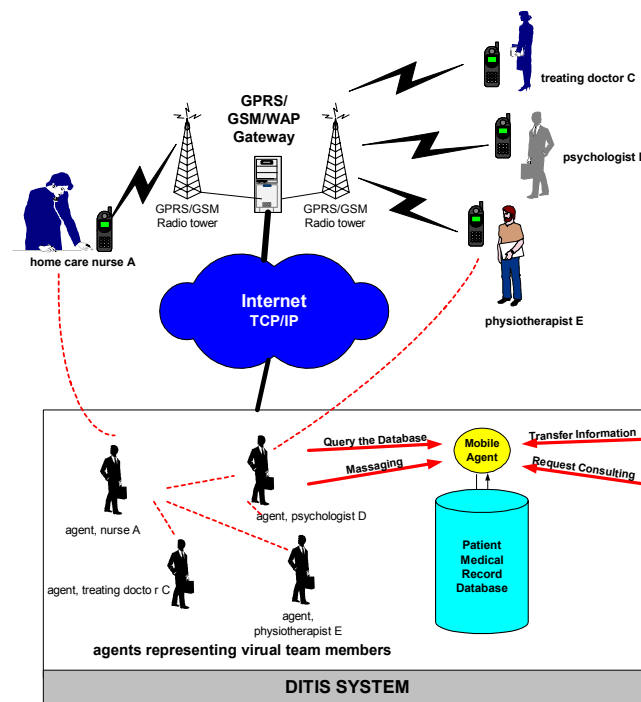 treating doctor C
GPRS/
GSM/WAP
Gateway
psychologist
GPRS/GSM
Radio tower
GPRS/GSM
Radio tower
home care nurse A
physiotherapist E
Internet
TCP/IP
Query the Database
Massaging
Mobile
Agent
Transfer Information
Request Consulting
agent, nurse A
agent, psychologist D
Patient
Medical
Record
Database
agent, treating docto r C
agent,
physiotherapist E
agents representing virual team members
DITIS SYSTEM